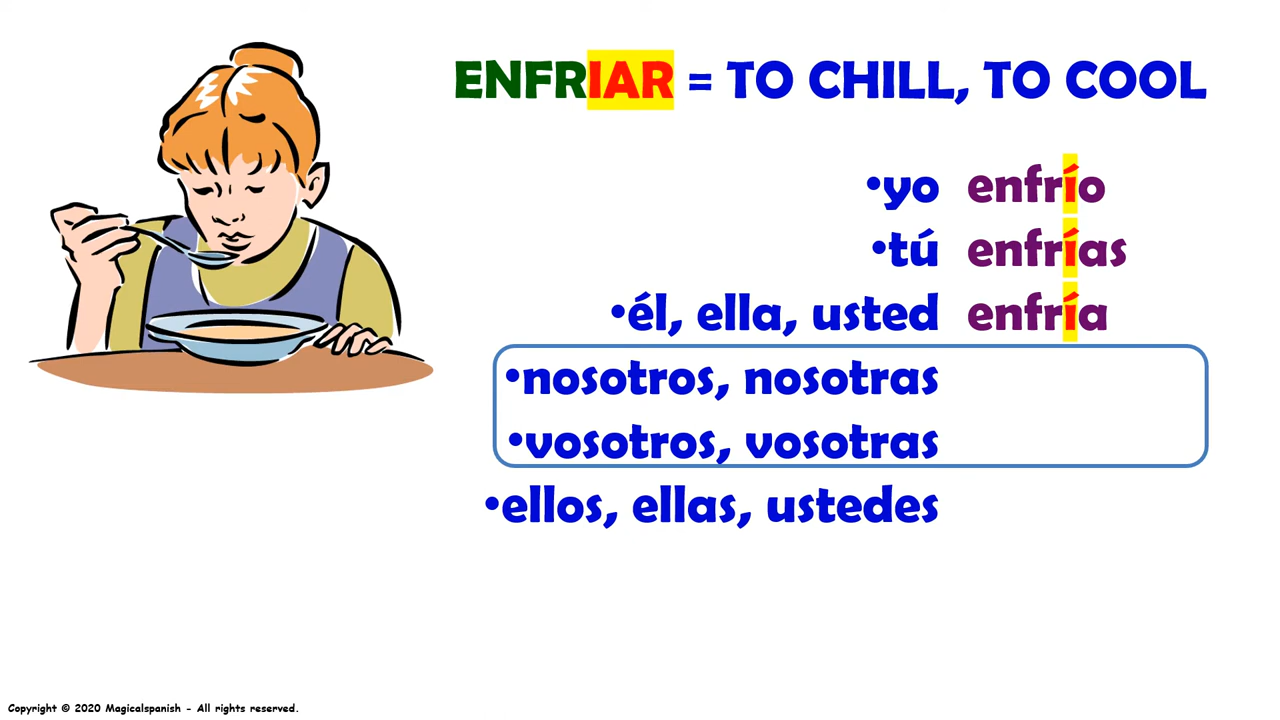 ENFRIAR = TO CHILL, TO COOL
•yo enfrío
•tú enfrías
•él, ella, usted enfría
•nosotros, nosotras
•vosotros, vosotras
•ellos, ellas, ustedes
Copyright © 2020 Magicalspanish - All rights reserved.